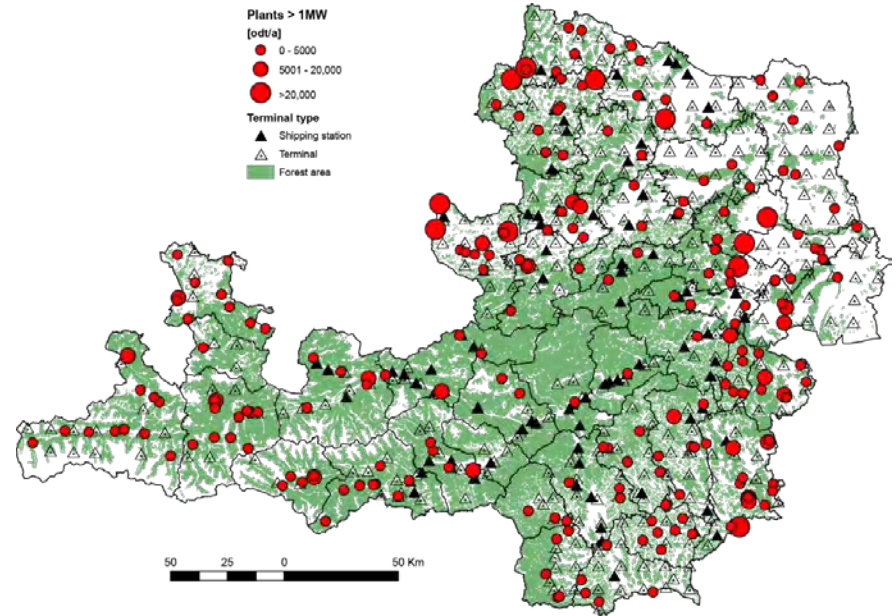 Plants > 1MW
[odt/a]
0 - 5000
5001 - 20,000
>20,000
Terminal type
Shipping station
Terminal
Forest area
50 25 0 50 Km